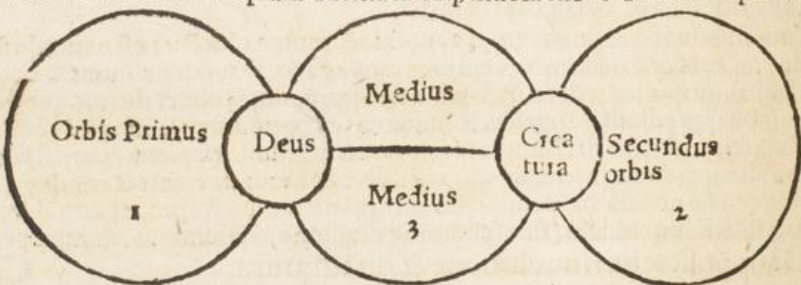 Medius
Orbis Primus
Deus
Crea
tura
Secundus
orbis
Medius
1
3
2